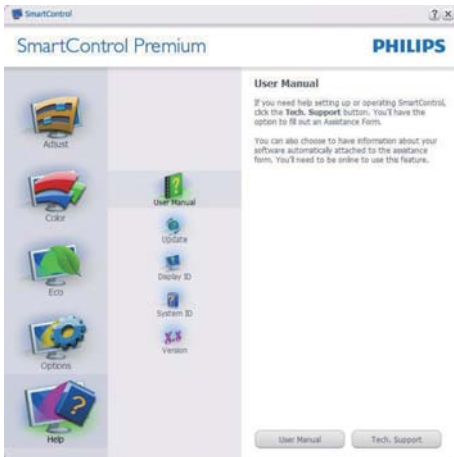 SmartControl
SmartControl Premium
PHILIPS
Adjust
Color
Eco
Options
Help
User Manual
Update
Display ID
System ID
Version
User Manual
If you need help setting up or operating SmartControl,
click the Tech. Support button. You'll have the
option to fill out an Assistance Form.
You can also choose to have information about your
software automatically attached to the assistance
form. You'll need to be online to use this feature.
User Manual
Tech. Support